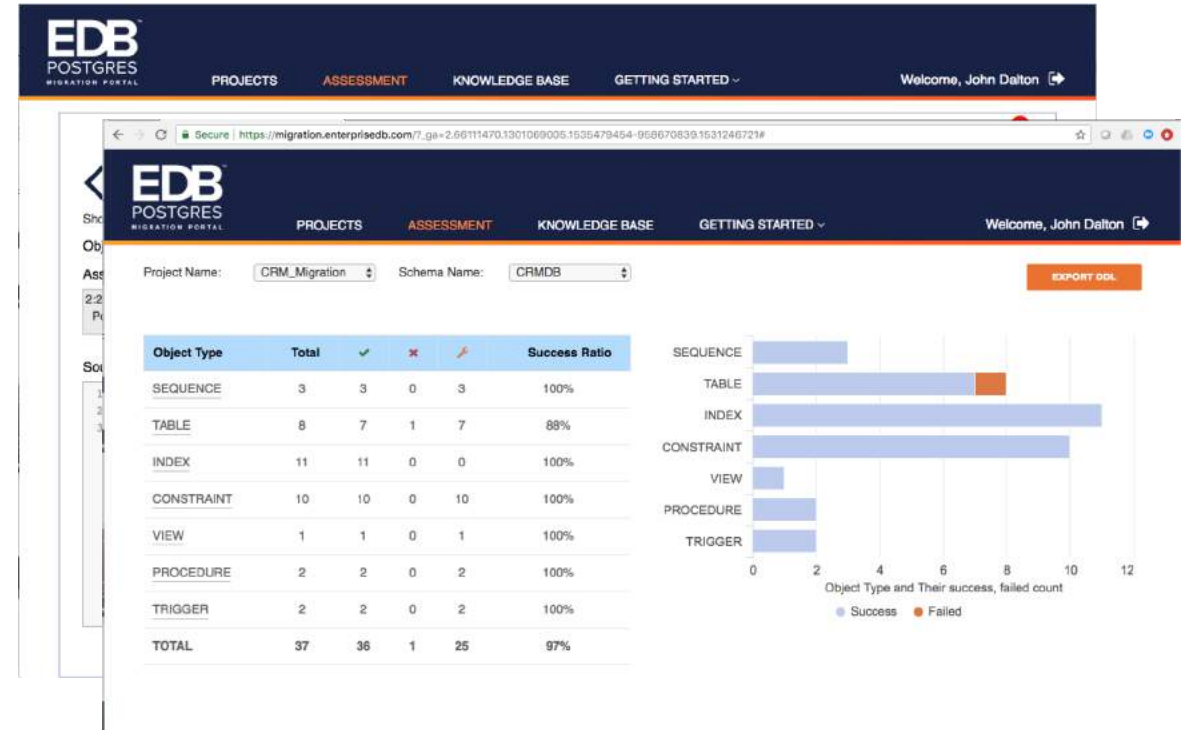 EDB™
POSTGRES
MIGRATION PORTAL
PROJECTS ASSESSMENT KNOWLEDGE BASE GETTING STARTED Welcome, John Dalton
Secure https://migration.enterprisedb.com/?_ga=2.66111470.1301069005.1535479454-958670839.1531246721#
EDB™
POSTGRES
MIGRATION PORTAL
PROJECTS ASSESSMENT KNOWLEDGE BASE GETTING STARTED Welcome, John Dalton
Project Name: CRM_Migration Schema Name: CRMDB EXPORT DDL
Object Type Total ✓ ✖ Success Ratio
SEQUENCE 3 3 0 3 100%
TABLE 8 7 1 7 88%
INDEX 11 11 0 0 100%
CONSTRAINT 10 10 0 10 100%
VIEW 1 1 0 1 100%
PROCEDURE 2 2 0 2 100%
TRIGGER 2 2 0 2 100%
TOTAL 37 36 1 25 97%
SEQUENCE
TABLE
INDEX
CONSTRAINT
VIEW
PROCEDURE
TRIGGER
0 2 4 6 8 10 12
Object Type and Their success, failed count
Success Failed